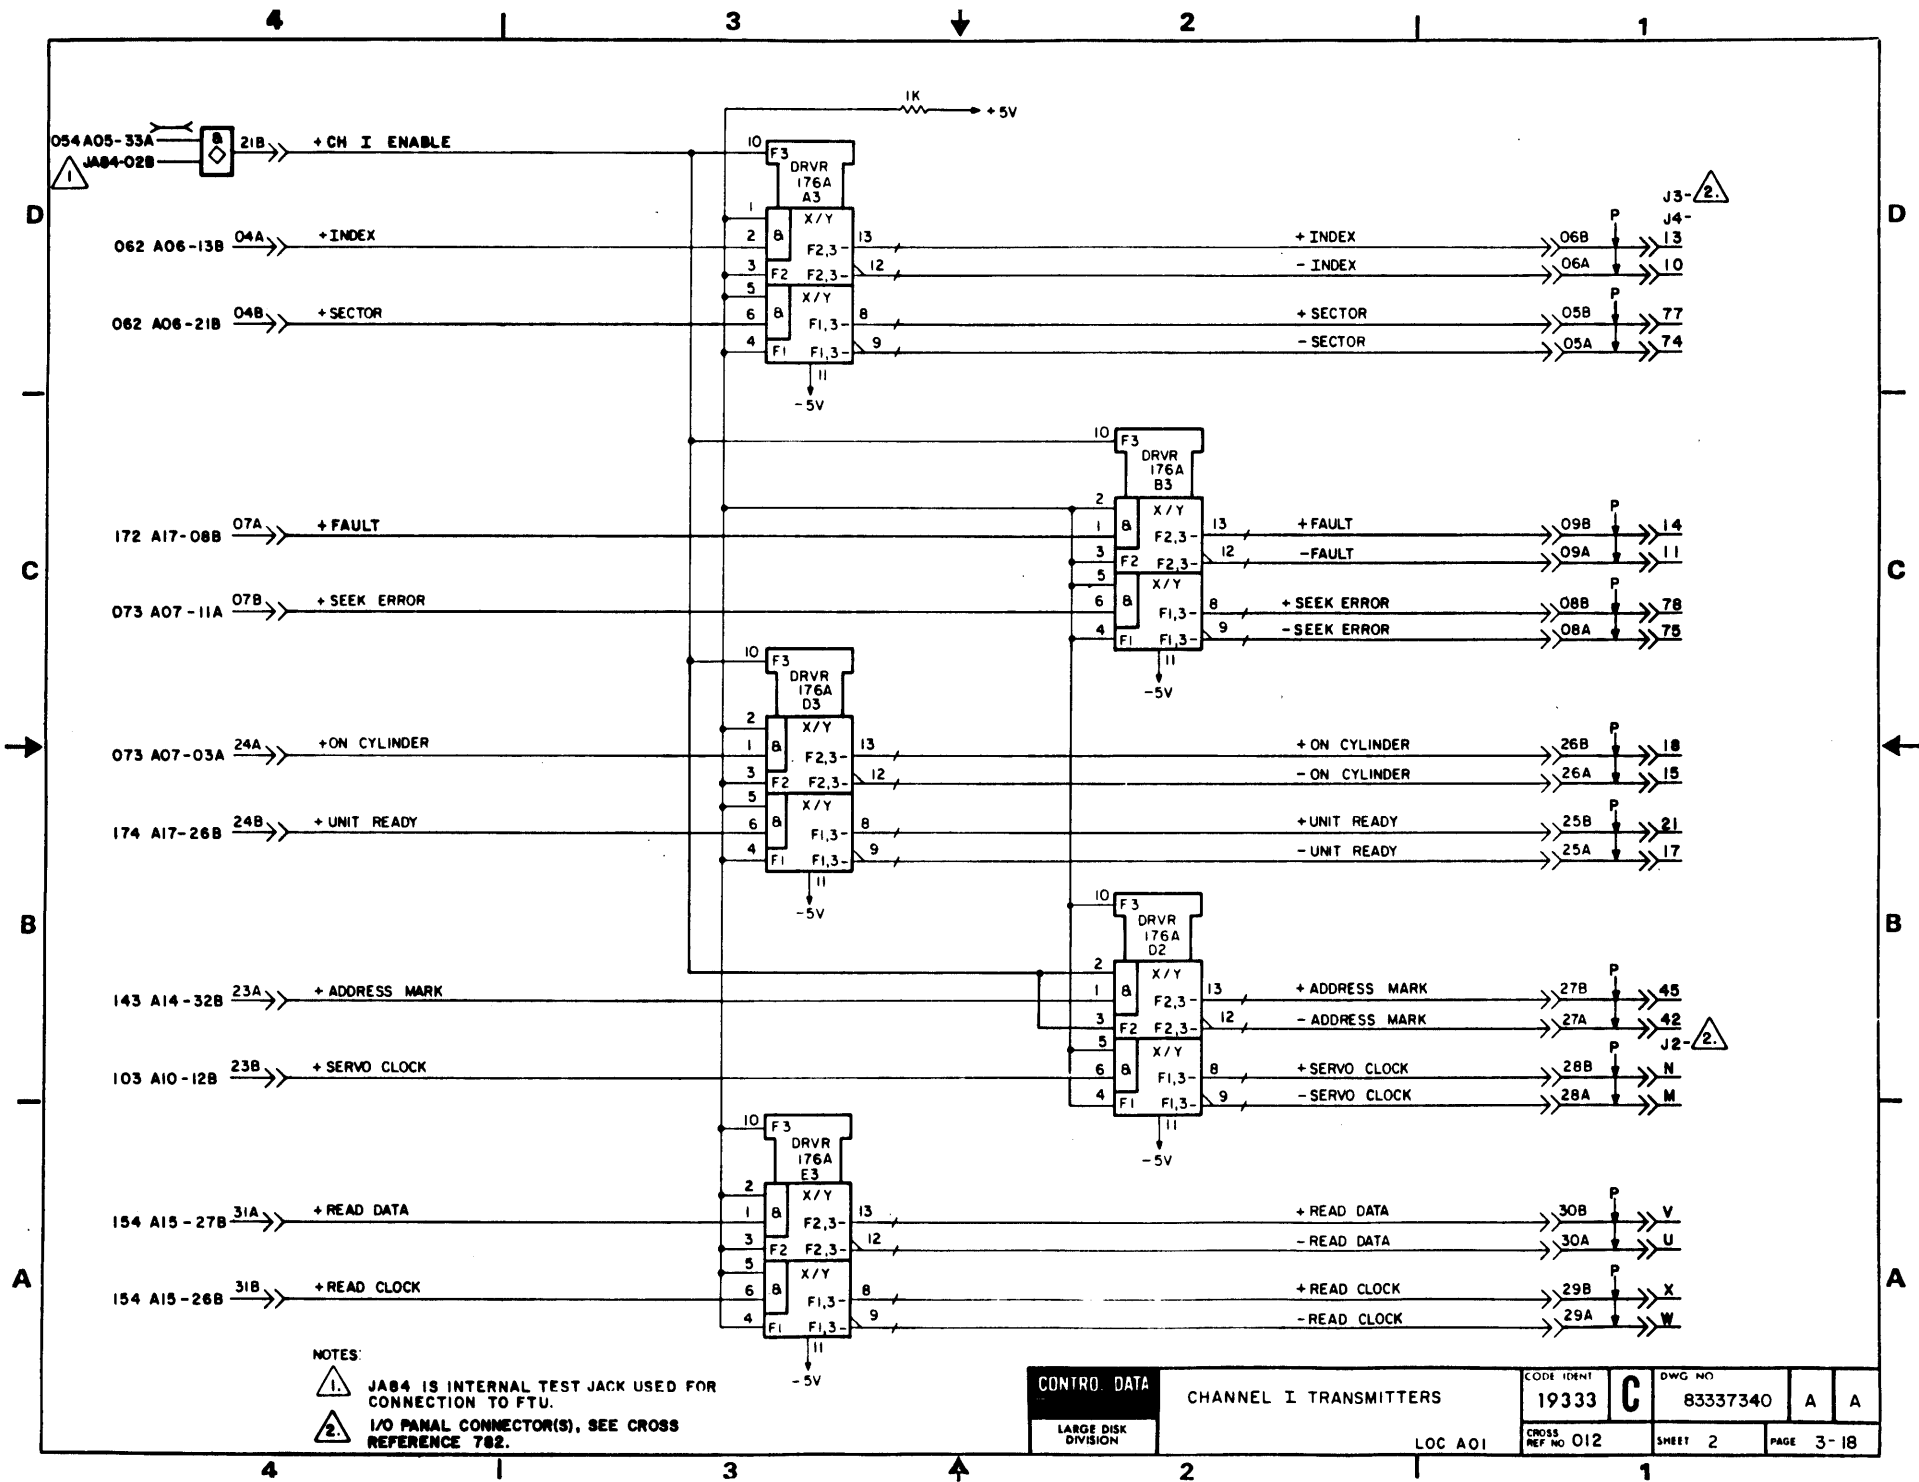 4 3 2 1
1K
+5V
054 A05-33A 21B +CH I ENABLE 10 F3
1 JA84-02B & DRVR
176A
A3
J3- 2.
D J4- D
1 X/Y P
062 A06-13B 04A +INDEX 2 & F2,3- 13 +INDEX 06B 13
3 F2 F2,3- 12 -INDEX 06A 10
5 X/Y P
062 A06-21B 04B +SECTOR 6 & F1,3- 8 +SECTOR 05B 77
4 F1 F1,3- 9 -SECTOR 05A 74
11
-5V
10 F3
DRVR
176A
B3
2 X/Y P
172 A17-08B 07A +FAULT 1 & F2,3- 13 +FAULT 09B 14
3 F2 F2,3- 12 -FAULT 09A 11
C C
5 X/Y P
073 A07-11A 07B +SEEK ERROR 6 & F1,3- 8 +SEEK ERROR 08B 78
4 F1 F1,3- 9 -SEEK ERROR 08A 75
11
-5V
10 F3
DRVR
176A
D3
2 X/Y P
073 A07-03A 24A +ON CYLINDER 1 & F2,3- 13 +ON CYLINDER 26B 18
3 F2 F2,3- 12 -ON CYLINDER 26A 15
5 X/Y P
174 A17-26B 24B +UNIT READY 6 & F1,3- 8 +UNIT READY 25B 21
4 F1 F1,3- 9 -UNIT READY 25A 17
11
-5V
10 F3
B DRVR B
176A
D2
2 X/Y P
143 A14-32B 23A +ADDRESS MARK 1 & F2,3- 13 +ADDRESS MARK 27B 45
3 F2 F2,3- 12 -ADDRESS MARK 27A 42
J2- 2.
5 X/Y P
103 A10-12B 23B +SERVO CLOCK 6 & F1,3- 8 +SERVO CLOCK 28B N
4 F1 F1,3- 9 -SERVO CLOCK 28A M
11
-5V
10 F3
DRVR
176A
E3
2 X/Y P
154 A15-27B 31A +READ DATA 1 & F2,3- 13 +READ DATA 30B V
3 F2 F2,3- 12 -READ DATA 30A U
A A
5 X/Y P
154 A15-26B 31B +READ CLOCK 6 & F1,3- 8 +READ CLOCK 29B X
4 F1 F1,3- 9 -READ CLOCK 29A W
11
-5V
NOTES:
1. JA84 IS INTERNAL TEST JACK USED FOR
CONNECTION TO FTU.
2. I/O PANAL CONNECTOR(S), SEE CROSS
REFERENCE 782.
CONTRO. DATA
LARGE DISK
DIVISION
CHANNEL I TRANSMITTERS
LOC A01
CODE IDENT
19333
C
DWG NO
83337340 A A
CROSS
REF NO 012
SHEET 2
PAGE 3-18
4 3 2 1